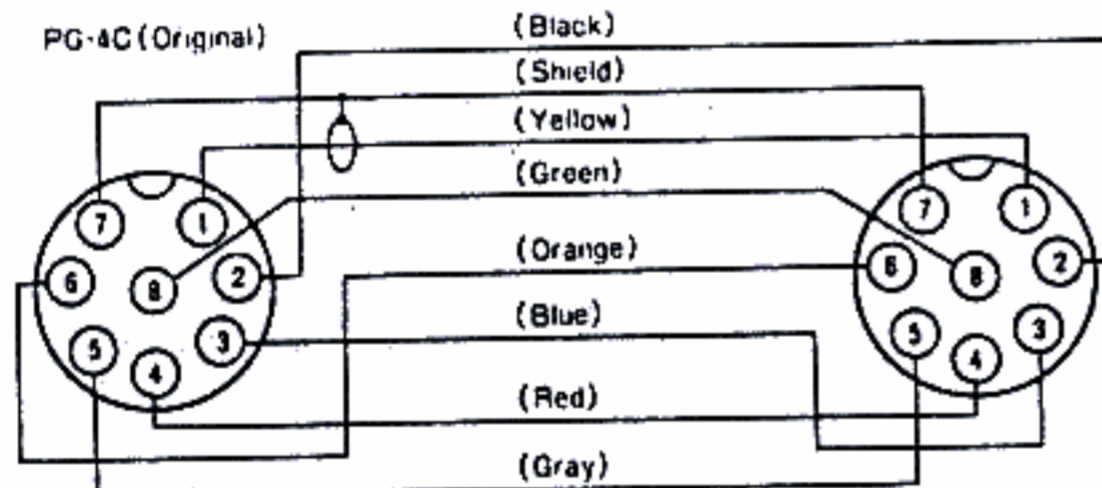 PG-4C (Original)
(Black)
(Shield)
(Yellow)
(Green)
(Orange)
(Blue)
(Red)
(Gray)
7 1 6 8 2 5 3 4
7 1 6 8 2 5 3 4